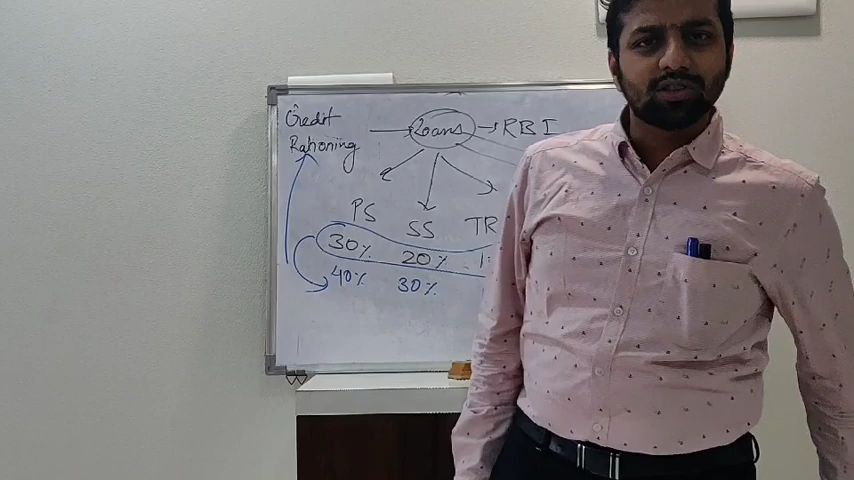 Credit
Rationing → Loans → RBI
PS SS TR
30% 20%
40% 30%